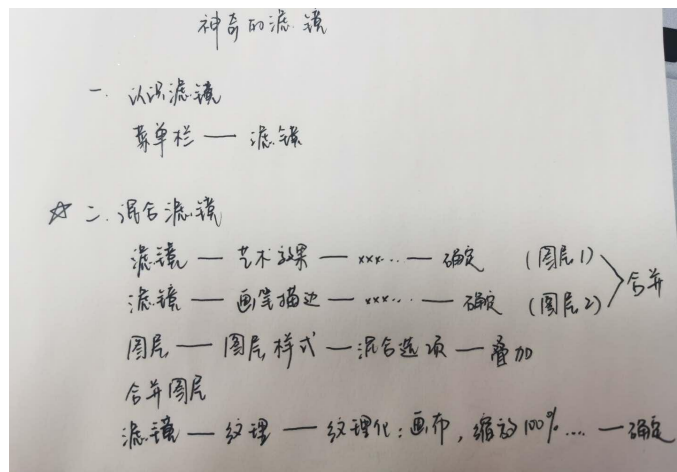 神奇的滤镜
一. 认识滤镜
菜单栏 — 滤镜
☆ 二. 混合滤镜
滤镜 — 艺术效果 — xxx... — 确定 (图层1)
滤镜 — 画笔描边 — xxx... — 确定 (图层2) 合并
图层 — 图层样式 — 混合选项 — 叠加
合并图层
滤镜 — 纹理 — 纹理化：画布，缩放100%.... — 确定